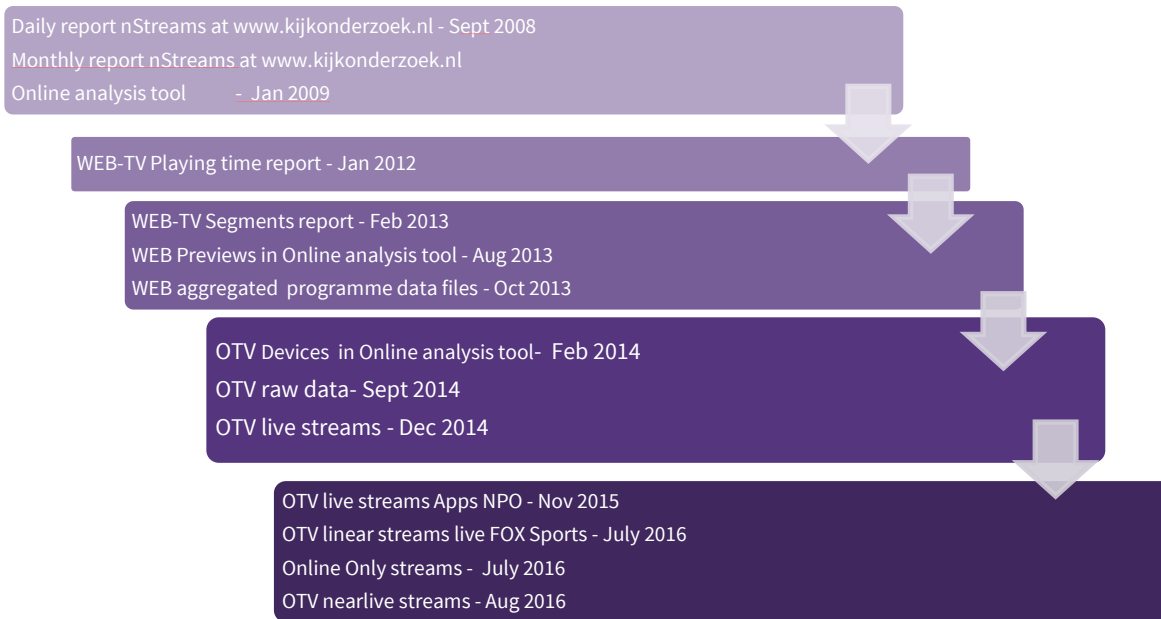 Daily report nStreams at www.kijkonderzoek.nl - Sept 2008
Monthly report nStreams at www.kijkonderzoek.nl
Online analysis tool - Jan 2009
WEB-TV Playing time report - Jan 2012
WEB-TV Segments report - Feb 2013
WEB Previews in Online analysis tool - Aug 2013
WEB aggregated programme data files - Oct 2013
OTV Devices in Online analysis tool- Feb 2014
OTV raw data- Sept 2014
OTV live streams - Dec 2014
OTV live streams Apps NPO - Nov 2015
OTV linear streams live FOX Sports - July 2016
Online Only streams - July 2016
OTV nearlive streams - Aug 2016